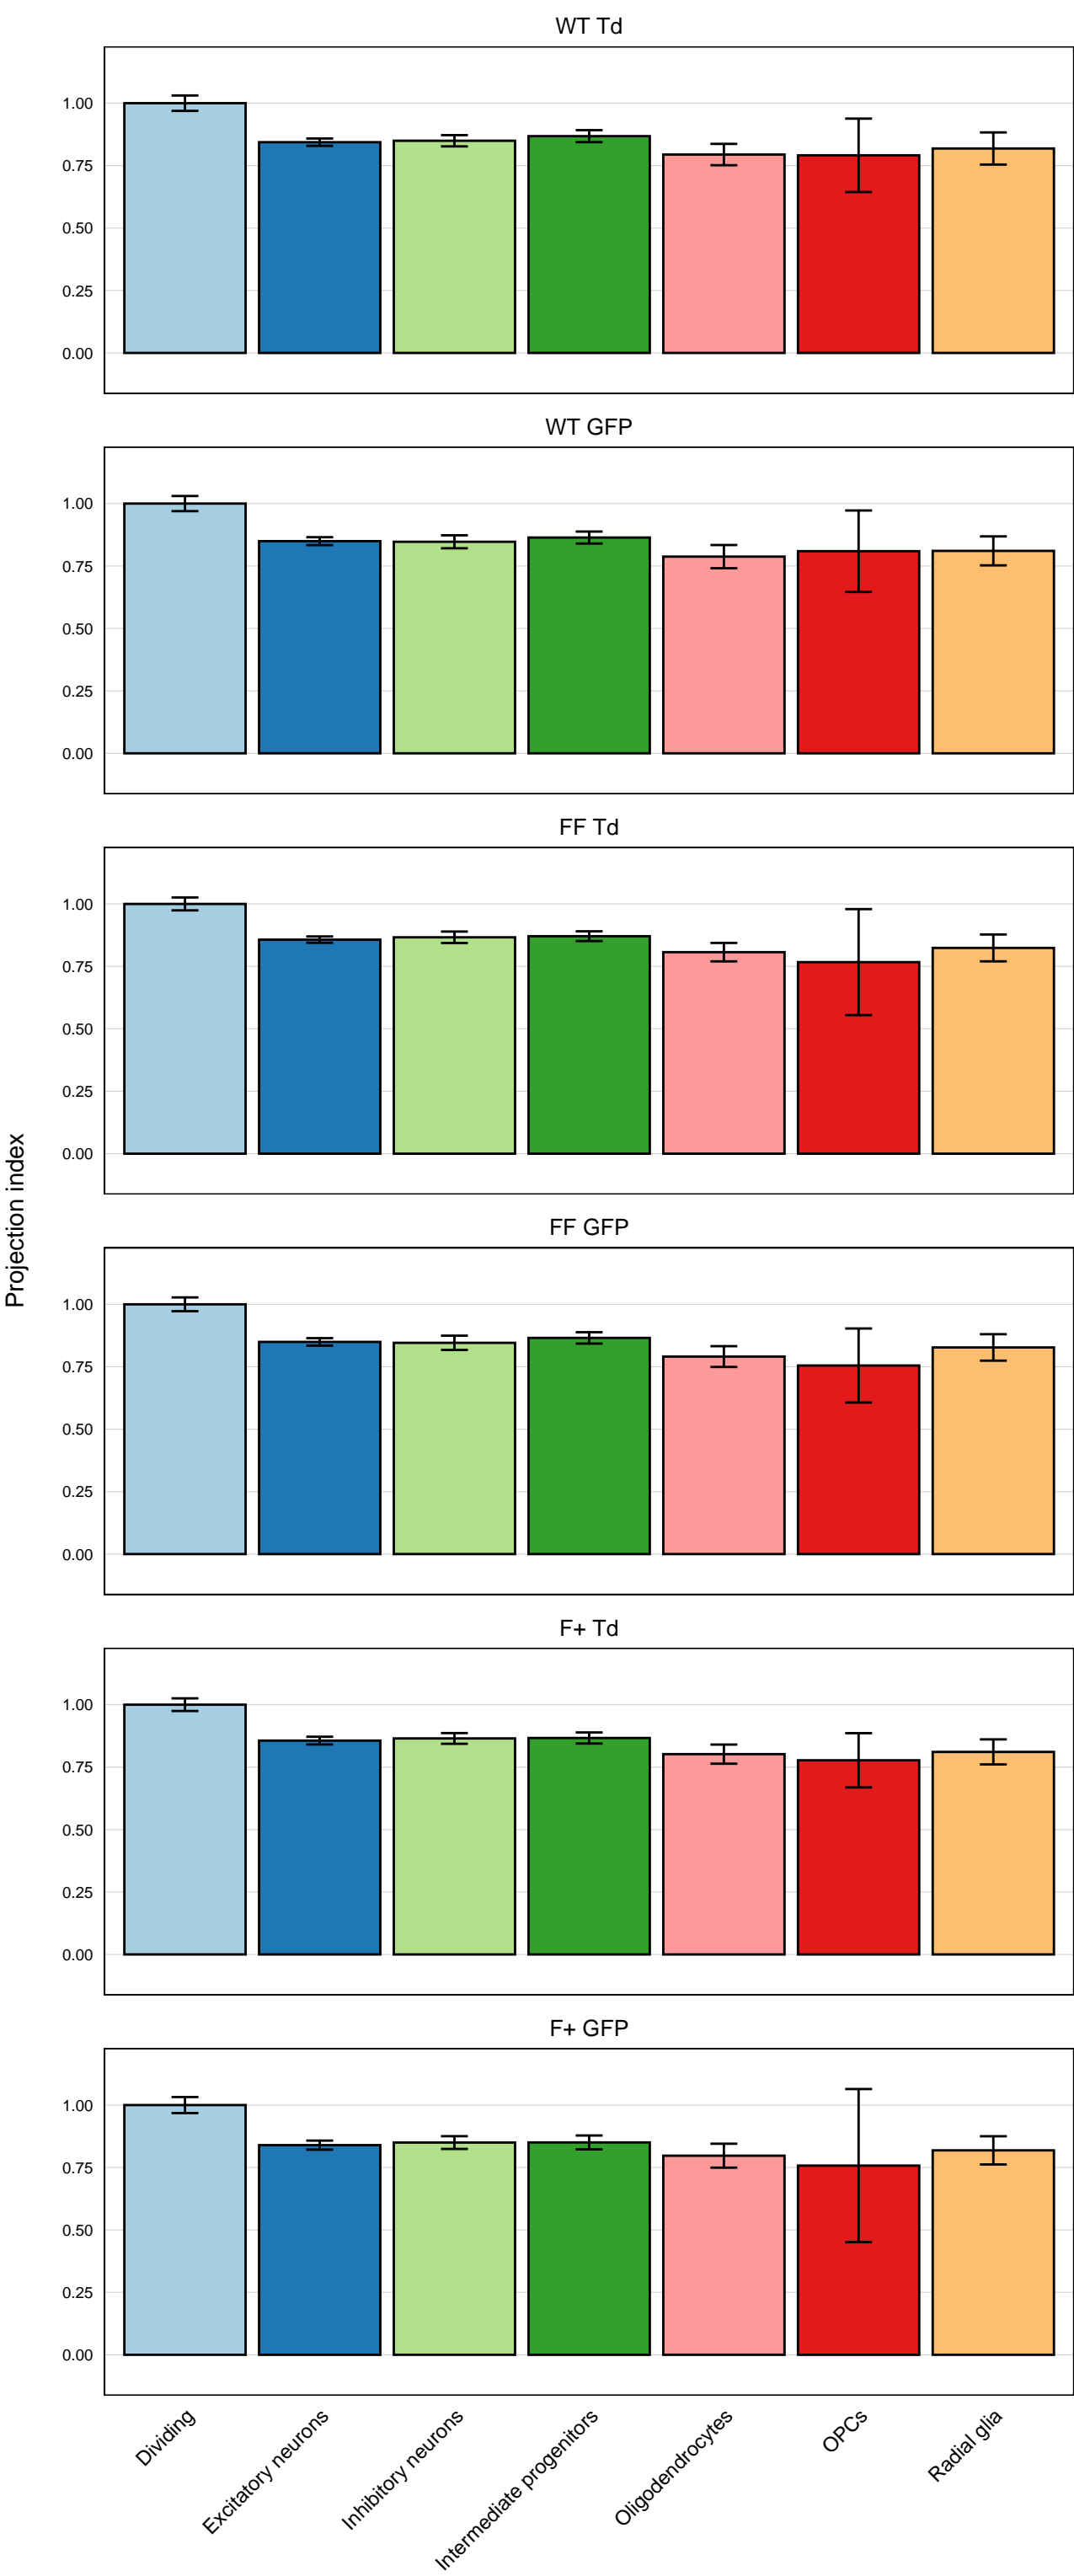 WT Td
1.00
0.75
0.50
0.25
0.00
WT GFP
1.00
0.75
0.50
0.25
0.00
FF Td
1.00
0.75
0.50
0.25
0.00
Projection index
FF GFP
1.00
0.75
0.50
0.25
0.00
F+ Td
1.00
0.75
0.50
0.25
0.00
F+ GFP
1.00
0.75
0.50
0.25
0.00
Dividing
Excitatory neurons
Inhibitory neurons
Intermediate progenitors
Oligodendrocytes
OPCs
Radial glia